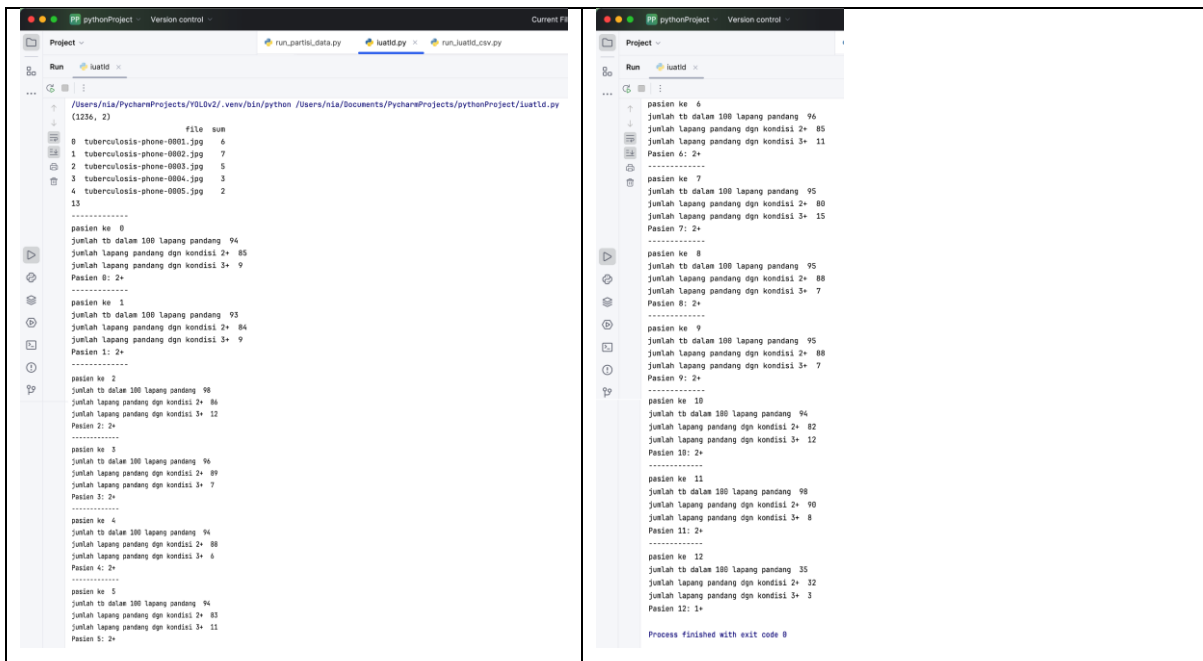 PP pythonProject Version control Current Fi
Project run_partisi_data.py iuatld.py run_iuatld_csv.py
Run iuatld
/Users/nia/PycharmProjects/YOLOv2/.venv/bin/python /Users/nia/Documents/PycharmProjects/pythonProject/iuatld.py
(1236, 2)
file sum
0 tuberculosis-phone-0001.jpg 6
1 tuberculosis-phone-0002.jpg 7
2 tuberculosis-phone-0003.jpg 5
3 tuberculosis-phone-0004.jpg 3
4 tuberculosis-phone-0005.jpg 2
13
-------------
pasien ke 0
jumlah tb dalam 100 lapang pandang 94
jumlah lapang pandang dgn kondisi 2+ 85
jumlah lapang pandang dgn kondisi 3+ 9
Pasien 0: 2+
-------------
pasien ke 1
jumlah tb dalam 100 lapang pandang 93
jumlah lapang pandang dgn kondisi 2+ 84
jumlah lapang pandang dgn kondisi 3+ 9
Pasien 1: 2+
-------------
pasien ke 2
jumlah tb dalam 100 lapang pandang 98
jumlah lapang pandang dgn kondisi 2+ 86
jumlah lapang pandang dgn kondisi 3+ 12
Pasien 2: 2+
-------------
pasien ke 3
jumlah tb dalam 100 lapang pandang 96
jumlah lapang pandang dgn kondisi 2+ 89
jumlah lapang pandang dgn kondisi 3+ 7
Pasien 3: 2+
-------------
pasien ke 4
jumlah tb dalam 100 lapang pandang 94
jumlah lapang pandang dgn kondisi 2+ 88
jumlah lapang pandang dgn kondisi 3+ 6
Pasien 4: 2+
-------------
pasien ke 5
jumlah tb dalam 100 lapang pandang 94
jumlah lapang pandang dgn kondisi 2+ 83
jumlah lapang pandang dgn kondisi 3+ 11
Pasien 5: 2+
PP pythonProject Version control
Project
Run iuatld
pasien ke 6
jumlah tb dalam 100 lapang pandang 96
jumlah lapang pandang dgn kondisi 2+ 85
jumlah lapang pandang dgn kondisi 3+ 11
Pasien 6: 2+
-------------
pasien ke 7
jumlah tb dalam 100 lapang pandang 95
jumlah lapang pandang dgn kondisi 2+ 80
jumlah lapang pandang dgn kondisi 3+ 15
Pasien 7: 2+
-------------
pasien ke 8
jumlah tb dalam 100 lapang pandang 95
jumlah lapang pandang dgn kondisi 2+ 88
jumlah lapang pandang dgn kondisi 3+ 7
Pasien 8: 2+
-------------
pasien ke 9
jumlah tb dalam 100 lapang pandang 95
jumlah lapang pandang dgn kondisi 2+ 88
jumlah lapang pandang dgn kondisi 3+ 7
Pasien 9: 2+
-------------
pasien ke 10
jumlah tb dalam 100 lapang pandang 94
jumlah lapang pandang dgn kondisi 2+ 82
jumlah lapang pandang dgn kondisi 3+ 12
Pasien 10: 2+
-------------
pasien ke 11
jumlah tb dalam 100 lapang pandang 98
jumlah lapang pandang dgn kondisi 2+ 90
jumlah lapang pandang dgn kondisi 3+ 8
Pasien 11: 2+
-------------
pasien ke 12
jumlah tb dalam 100 lapang pandang 35
jumlah lapang pandang dgn kondisi 2+ 32
jumlah lapang pandang dgn kondisi 3+ 3
Pasien 12: 1+
Process finished with exit code 0